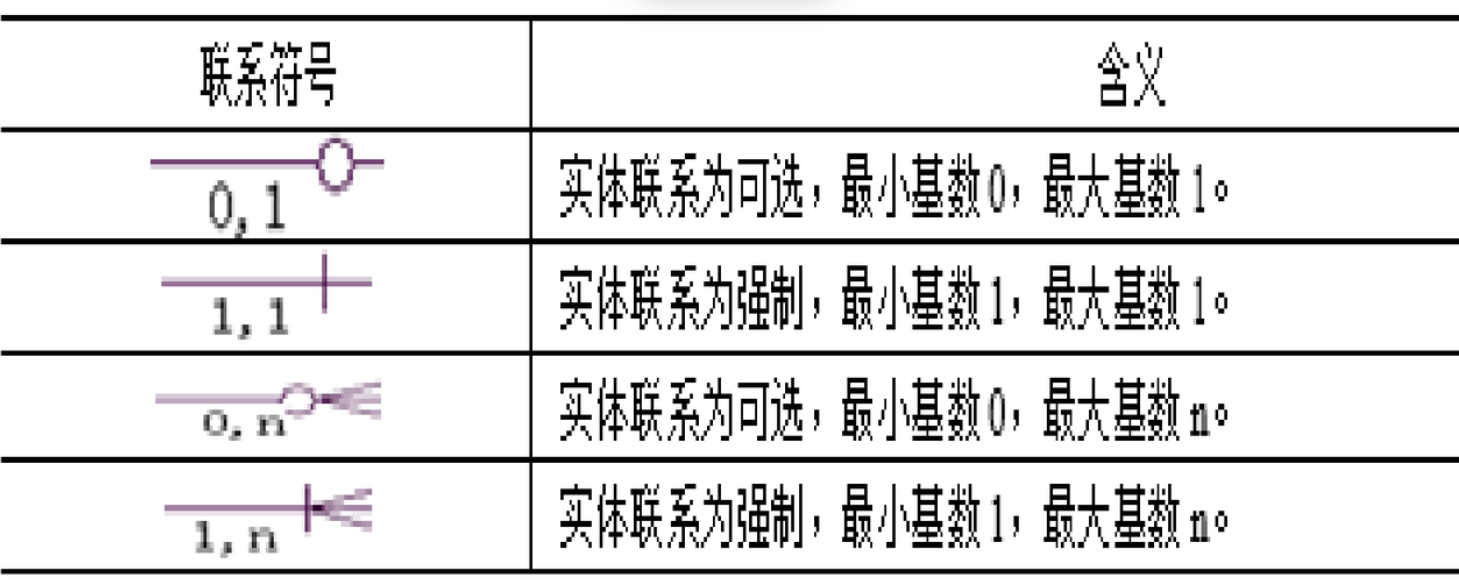 联系符号 含义
0,1 实体联系为可选，最小基数0，最大基数1。
1,1 实体联系为强制，最小基数1，最大基数1。
0,n 实体联系为可选，最小基数0，最大基数n。
1,n 实体联系为强制，最小基数1，最大基数n。